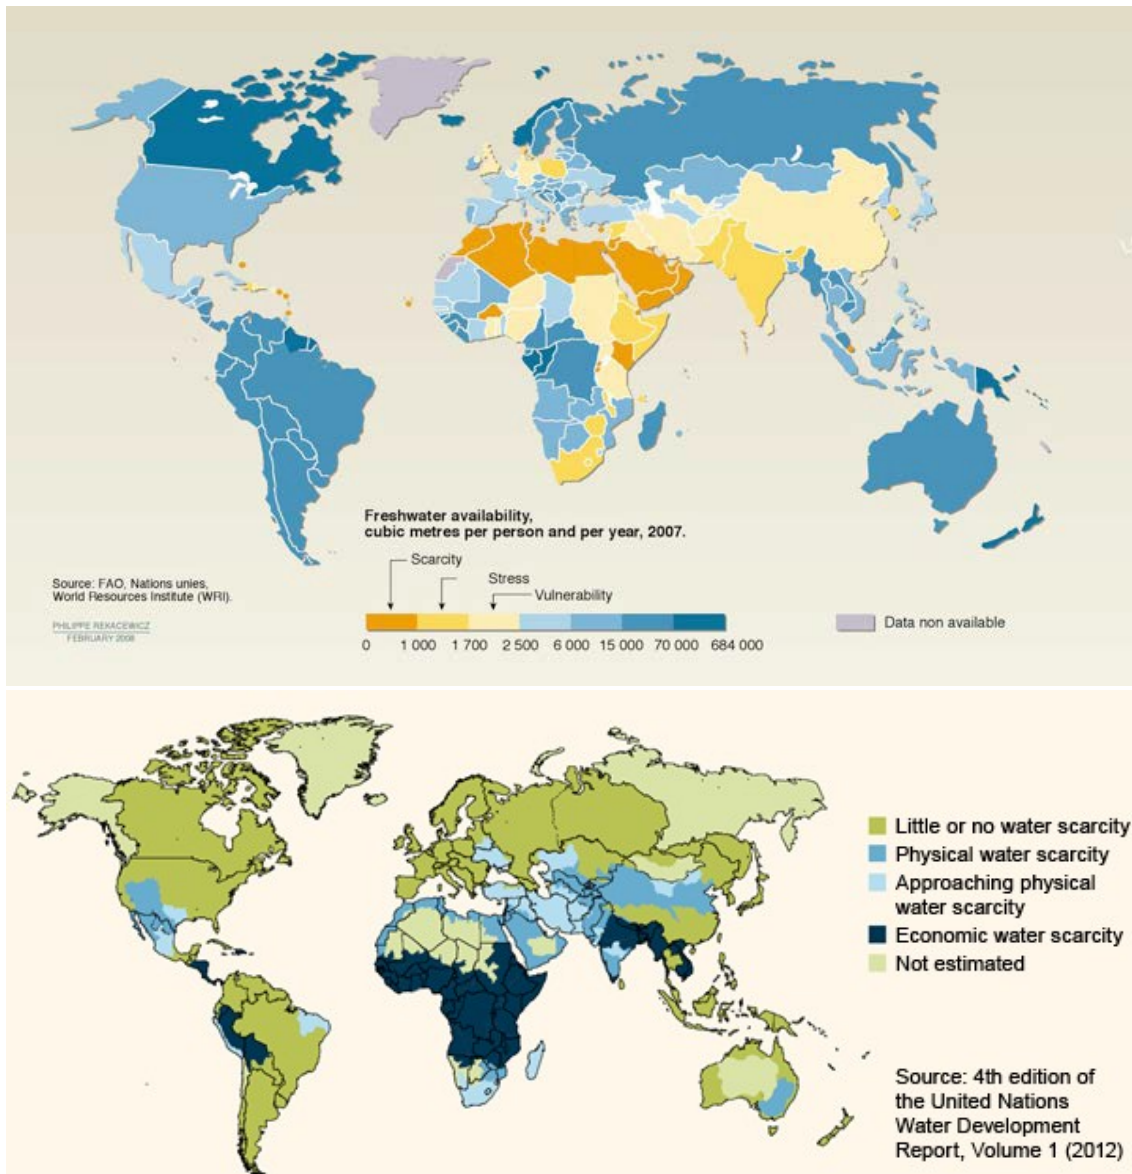 Freshwater availability,
cubic metres per person and per year, 2007.
Scarcity
Stress
Vulnerability
0 1 000 1 700 2 500 6 000 15 000 70 000 684 000
Data non available
Source: FAO, Nations unies,
World Resources Institute (WRI).
PHILIPPE REKACEWICZ
FEBRUARY 2008
Little or no water scarcity
Physical water scarcity
Approaching physical
water scarcity
Economic water scarcity
Not estimated
Source: 4th edition of
the United Nations
Water Development
Report, Volume 1 (2012)